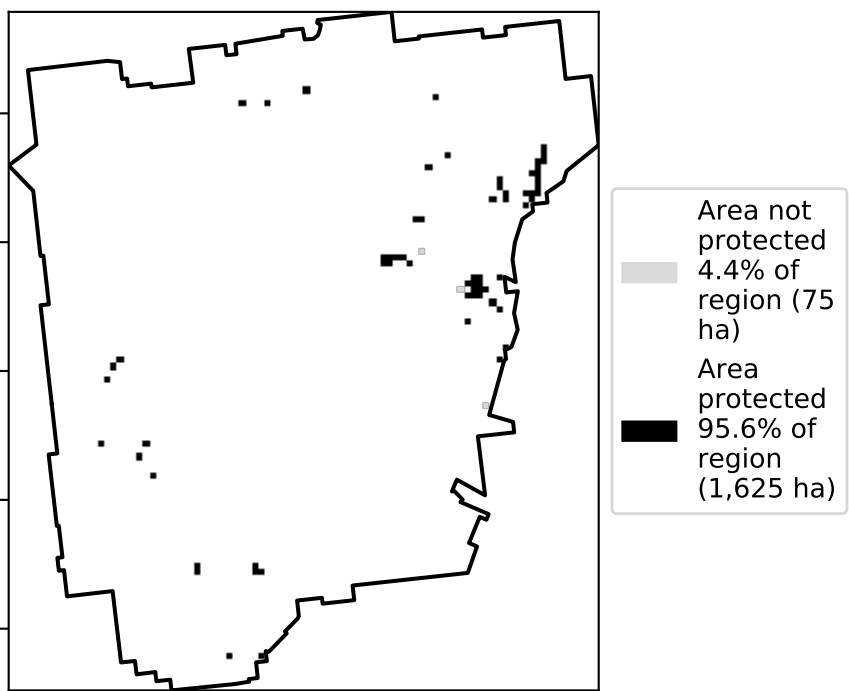 Area not
protected
4.4% of
region (75
ha)
Area
protected
95.6% of
region
(1,625 ha)